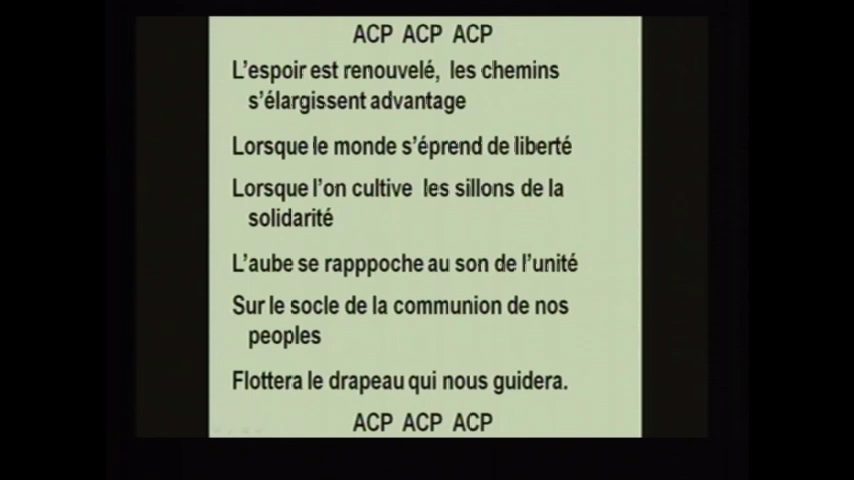 ACP ACP ACP
L'espoir est renouvelé, les chemins
s'élargissent advantage
Lorsque le monde s'éprend de liberté
Lorsque l'on cultive les sillons de la
solidarité
L'aube se rapppoche au son de l'unité
Sur le socle de la communion de nos
peoples
Flottera le drapeau qui nous guidera.
ACP ACP ACP